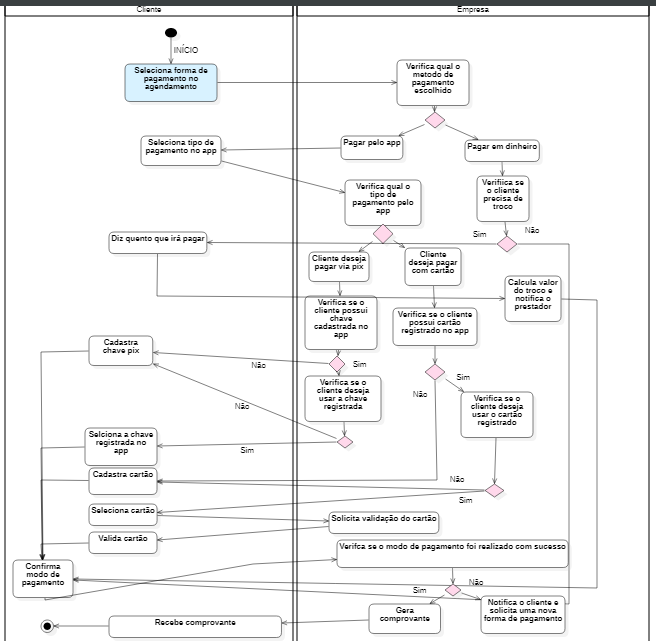 Cliente
Empresa
INÍCIO
Seleciona forma de
pagamento no
agendamento
Verifica qual o
metodo de
pagamento
escolhido
Seleciona tipo de
pagamento no app
Pagar pelo app
Pagar em dinheiro
Verifica qual o
tipo de
pagamento pelo
app
Verifiica se
o cliente
precisa de
troco
Sim
Não
Diz quento que irá pagar
Cliente deseja
pagar via pix
Cliente
deseja pagar
com cartão
Calcula valor
do troco e
notifica o
prestador
Verifica se o
cliente possui
chave
cadastrada no
app
Verifica se o cliente
possui cartão
registrado no app
Cadastra
chave pix
Não
Sim
Verifica se o
cliente deseja
usar a chave
registrada
Sim
Não
Verifica se o
cliente deseja
usar o cartão
registrado
Não
Selciona a chave
registrada no
app
Sim
Cadastra cartão
Não
Sim
Seleciona cartão
Solicita validação do cartão
Valida cartão
Verifca se o modo de pagamento foi realizado com sucesso
Confirma
modo de
pagamento
Não
Sim
Notifica o cliente e
solicita uma nova
forma de pagamento
Gera
comprovante
Recebe comprovante